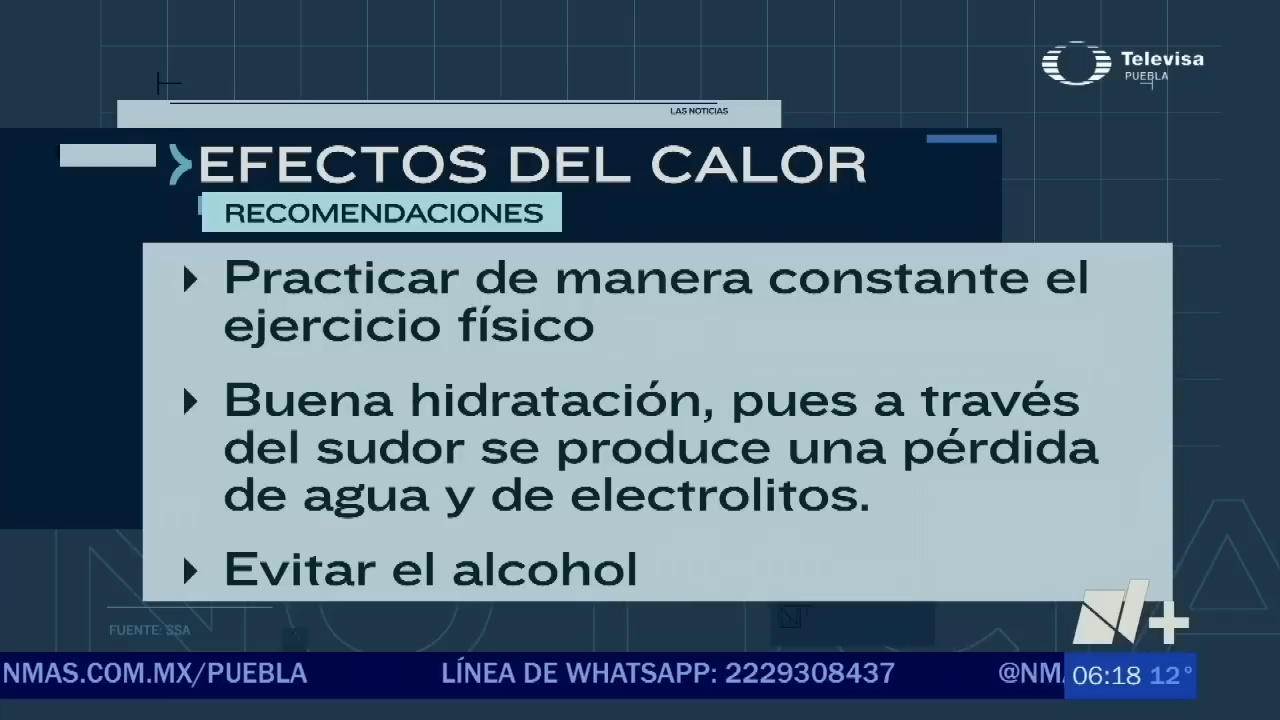 Televisa
PUEBLA
LAS NOTICIAS
EFECTOS DEL CALOR
RECOMENDACIONES
Practicar de manera constante el
ejercicio físico
Buena hidratación, pues a través
del sudor se produce una pérdida
de agua y de electrolitos.
Evitar el alcohol
FUENTE: SSA
N+
NMAS.COM.MX/PUEBLA LÍNEA DE WHATSAPP: 2229308437 @NM
06:18 12°